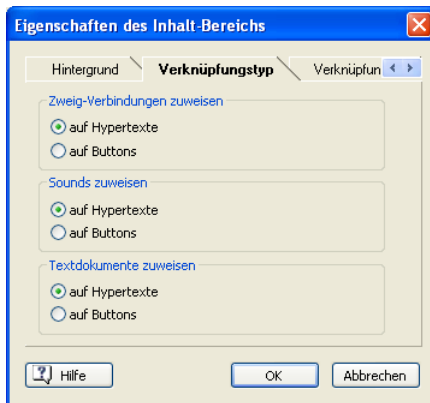 Eigenschaften des Inhalt-Bereichs
Hintergrund Verknüpfungstyp Verknüpfun
Zweig-Verbindungen zuweisen
auf Hypertexte
auf Buttons
Sounds zuweisen
auf Hypertexte
auf Buttons
Textdokumente zuweisen
auf Hypertexte
auf Buttons
Hilfe OK Abbrechen